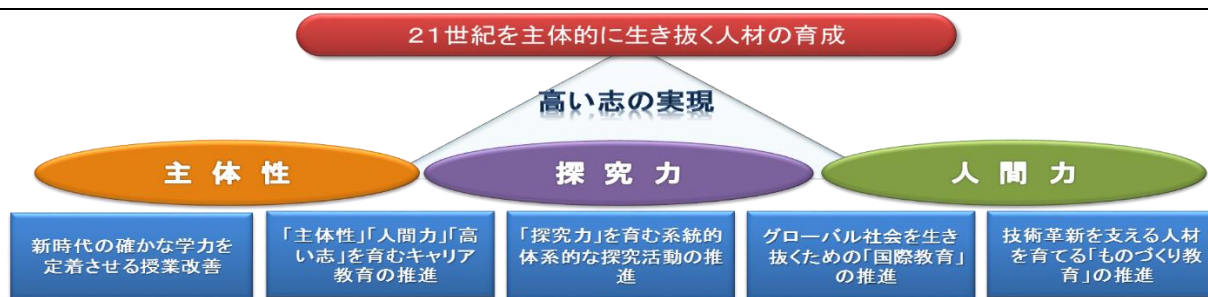 21世紀を主体的に生き抜く人材の育成
高い志の実現
主体性
探究力
人間力
新時代の確かな学力を
定着させる授業改善
「主体性」「人間力」「高
い志」を育むキャリア
教育の推進
「探究力」を育む系統的
体系的な探究活動の推
進
グローバル社会を生き
抜くための「国際教育」
の推進
技術革新を支える人材
を育てる「ものづくり教
育」の推進